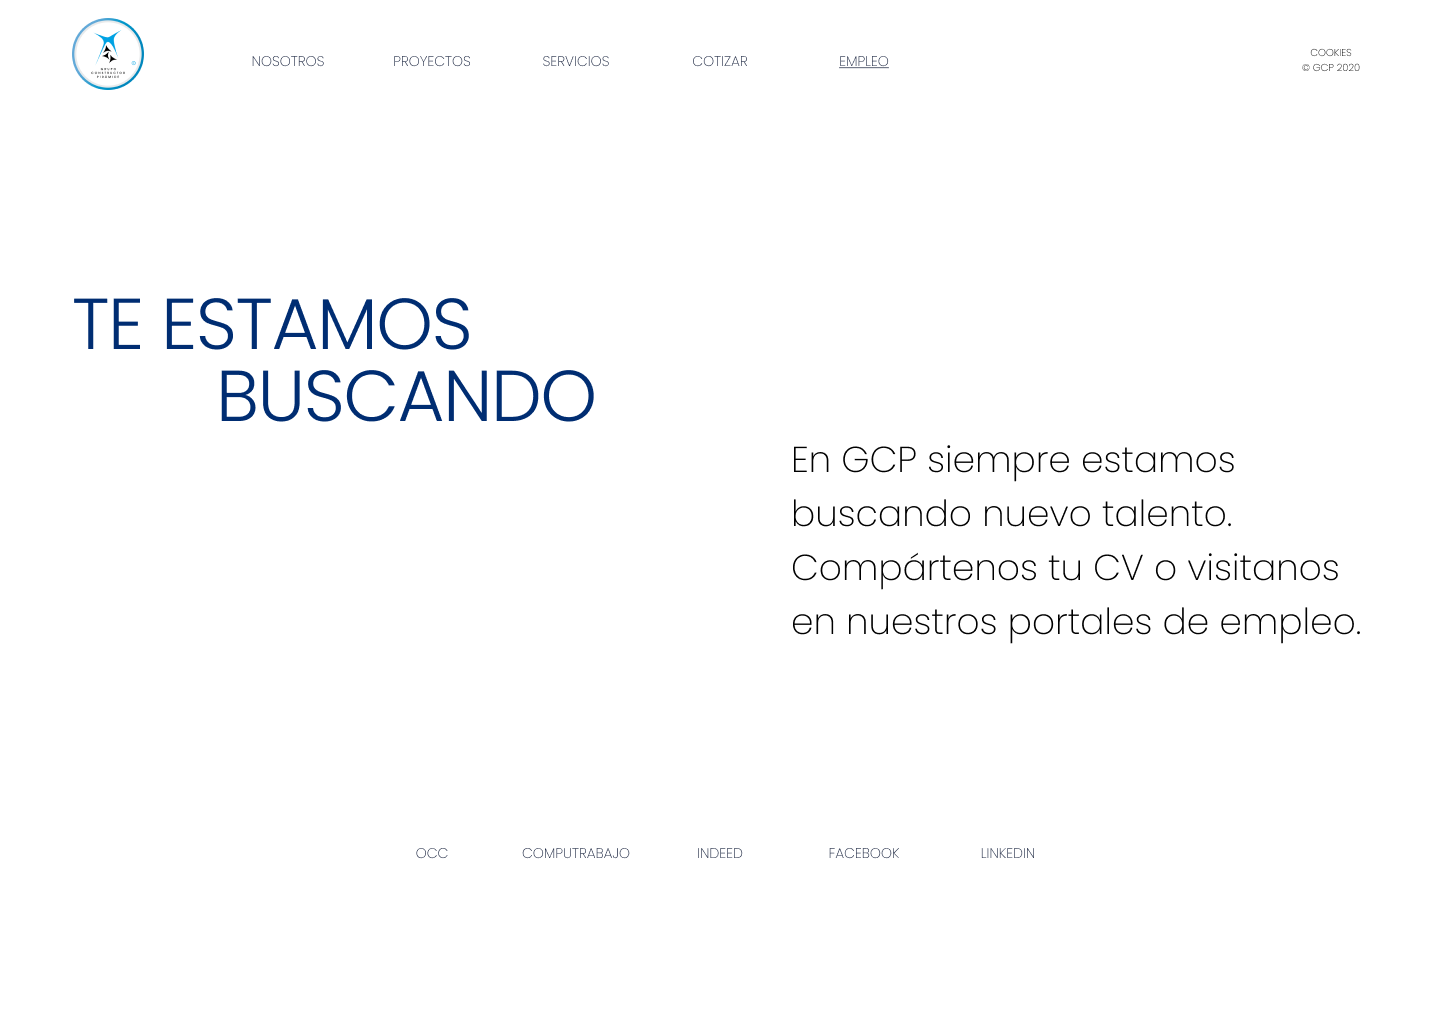 GRUPO
CONSTRUCTOR
PIRÁMIDE
®
NOSOTROS
PROYECTOS
SERVICIOS
COTIZAR
EMPLEO
COOKIES
© GCP 2020
TE ESTAMOS
BUSCANDO
En GCP siempre estamos
buscando nuevo talento.
Compártenos tu CV o visitanos
en nuestros portales de empleo.
OCC
COMPUTRABAJO
INDEED
FACEBOOK
LINKEDIN